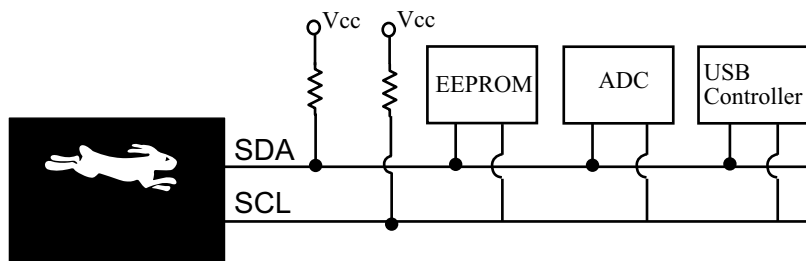 Vcc
Vcc
EEPROM
ADC
USB
Controller
SDA
SCL